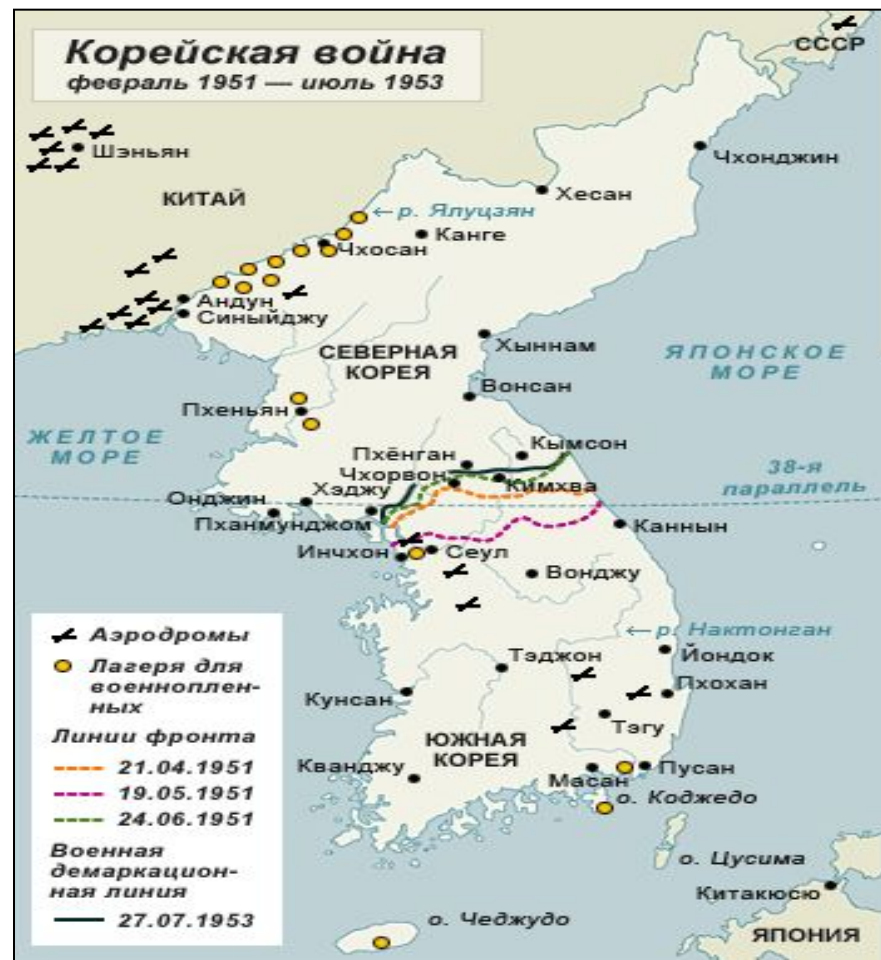 Корейская война
февраль 1951 — июль 1953
СССР
Шэньян
Чхонджин
КИТАЙ
Хесан
← р. Ялуцзян
Канге
Чхосан
Андун
Синыйджу
СЕВЕРНАЯ
КОРЕЯ
Хыннам
ЯПОНСКОЕ
МОРЕ
Вонсан
Пхеньян
ЖЕЛТОЕ
МОРЕ
Кымсон
Пхёнган
Чхорвон
Кимхва
38-я
параллель
Хэджу
Онджин
Пханмунджом
Каннын
Инчхон
Сеул
Вонджу
← р. Нактонган
Йондок
Тэджон
Пхохан
Кунсан
Тэгу
ЮЖНАЯ
КОРЕЯ
Кванджу
Масан
Пусан
о. Коджедо
о. Цусима
Китакюсю
о. Чеджудо
ЯПОНИЯ
Аэродромы
Лагеря для
военноплен-
ных
Линии фронта
21.04.1951
19.05.1951
24.06.1951
Военная
демаркацион-
ная линия
27.07.1953